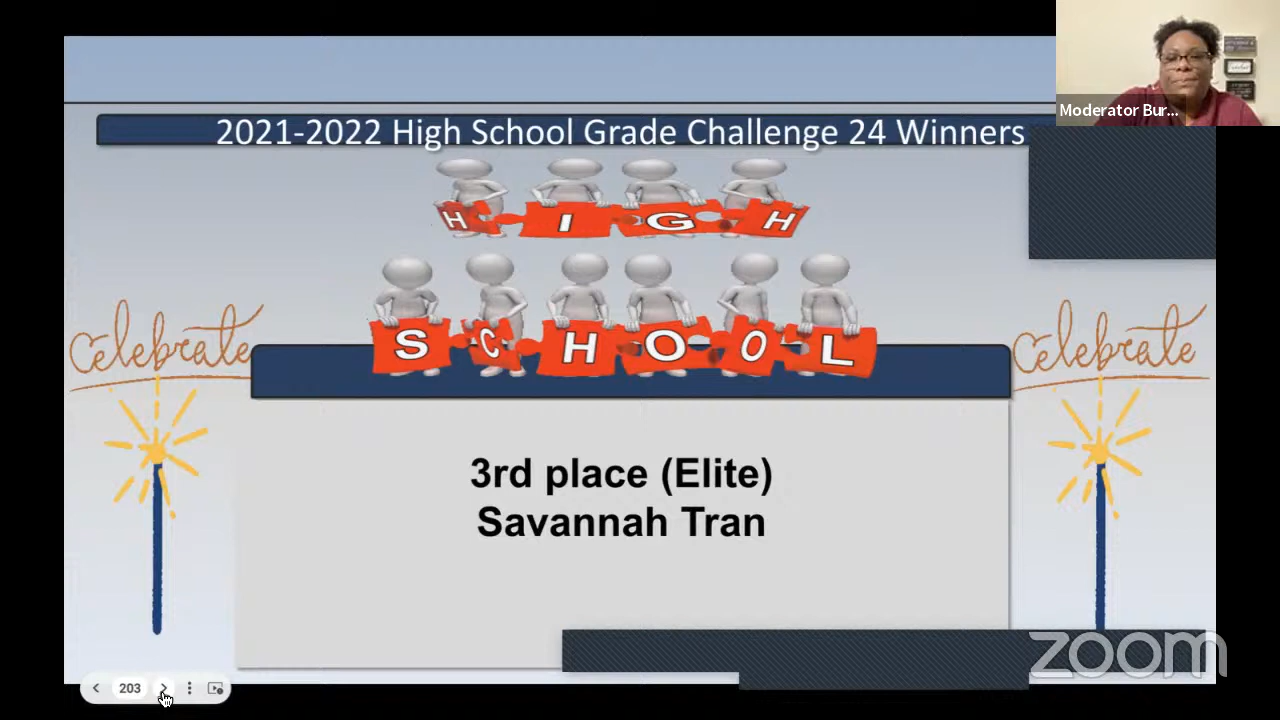 Moderator Bur...
2021-2022 High School Grade Challenge 24 Winners
HIGH
SCHOOL
celebrate
celebrate
3rd place (Elite)
Savannah Tran
zoom
203